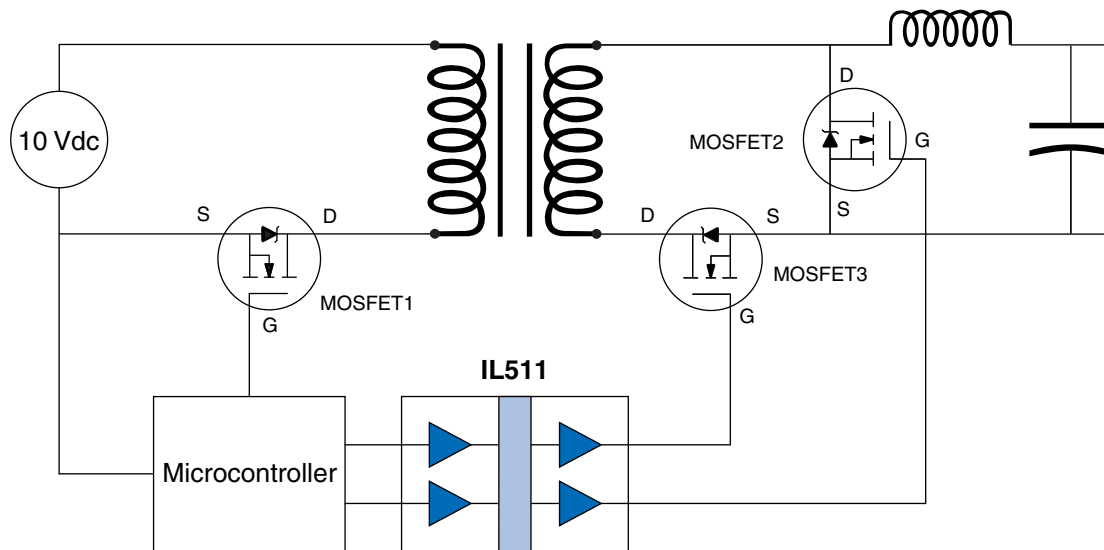 10 Vdc
D
MOSFET2
G
S
S
D
D
S
MOSFET1
G
MOSFET3
G
IL511
Microcontroller